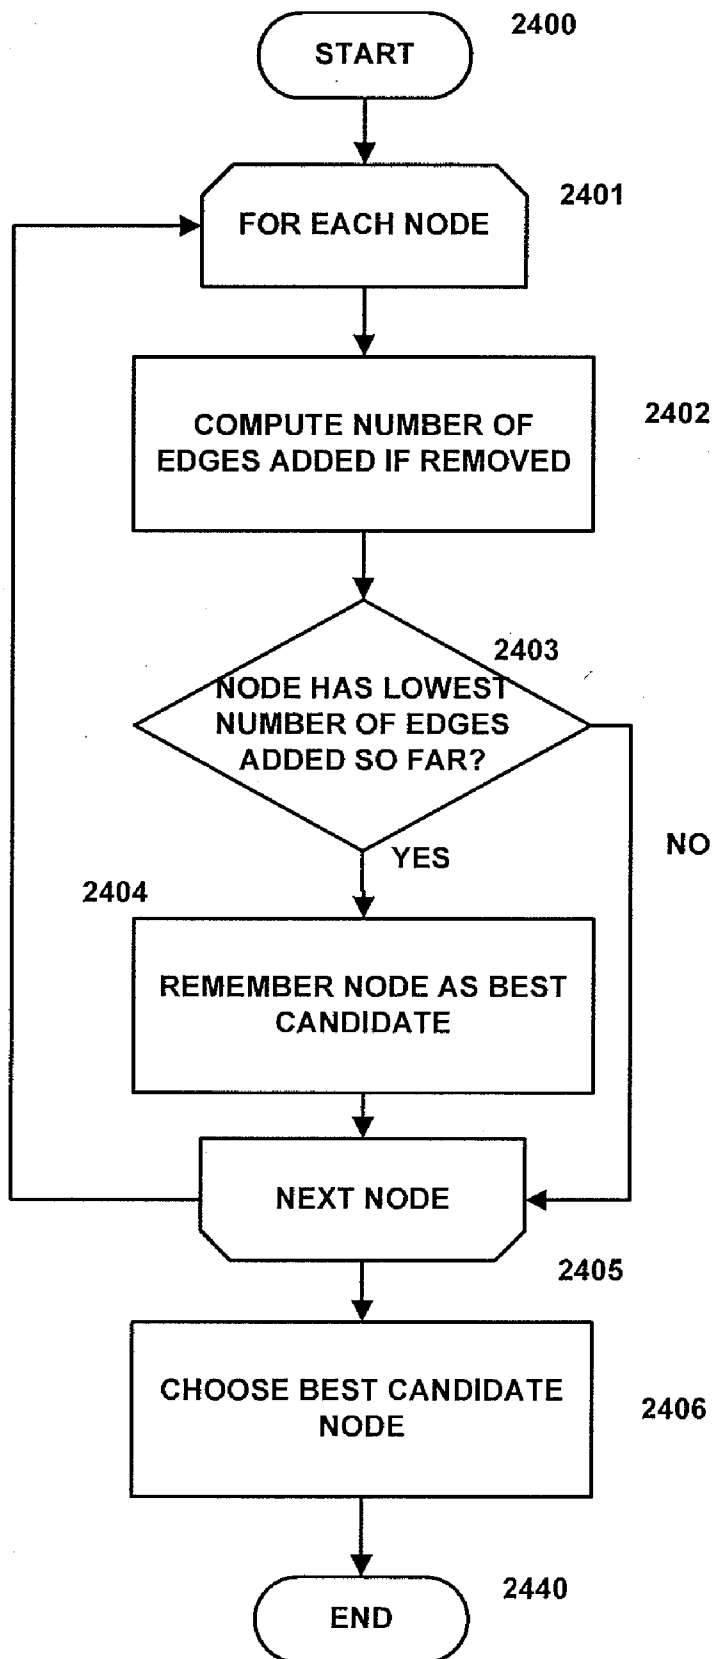 2400
START
2401
FOR EACH NODE
2402
COMPUTE NUMBER OF
EDGES ADDED IF REMOVED
2403
NODE HAS LOWEST
NUMBER OF EDGES
ADDED SO FAR?
NO
YES
2404
REMEMBER NODE AS BEST
CANDIDATE
NEXT NODE
2405
CHOOSE BEST CANDIDATE
NODE
2406
2440
END